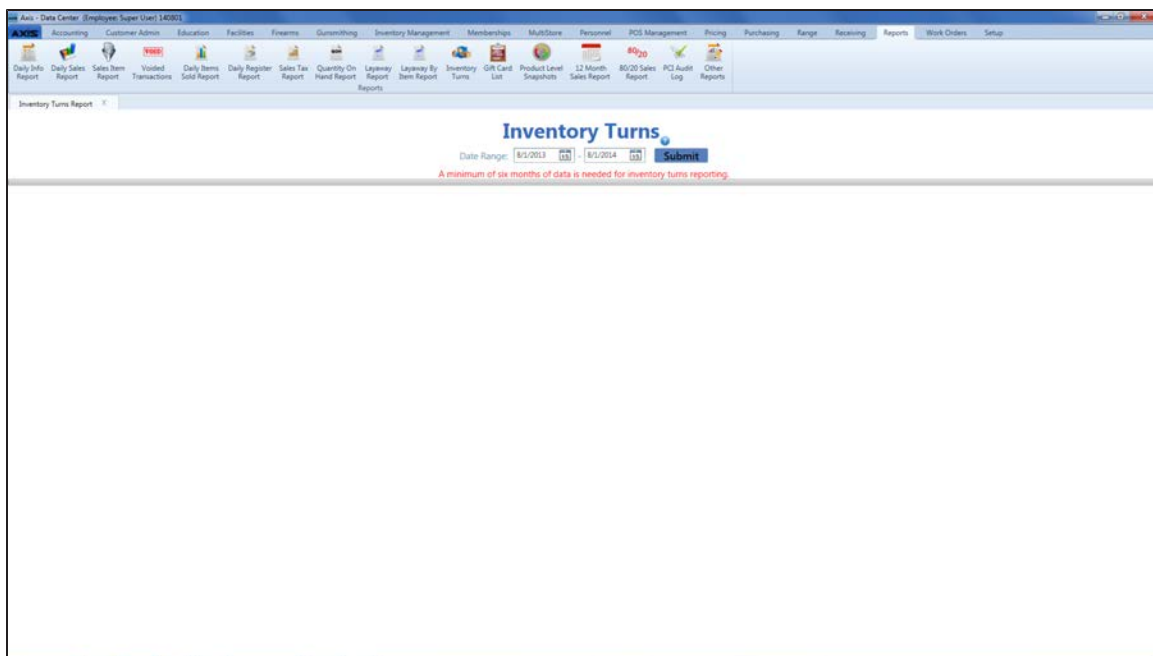 Axis - Data Center (Employee: Super User) 140801
AXIS Accounting Customer Admin Education Facilities Firearms Gunsmithing Inventory Management Memberships MultiStore Personnel POS Management Pricing Purchasing Range Receiving Reports Work Orders Setup
80/20
VOID
Daily Info Report Daily Sales Report Sales Item Report Voided Transactions Daily Items Sold Report Daily Register Report Sales Tax Report Quantity On Hand Report Layaway Report Layaway By Item Report Inventory Turns Gift Card List Product Level Snapshots 12 Month Sales Report 80/20 Sales Report PCI Audit Log Other Reports
Reports
Inventory Turns Report X
Inventory Turns
Date Range: 8/1/2013 15 - 8/1/2014 15 Submit
A minimum of six months of data is needed for inventory turns reporting.